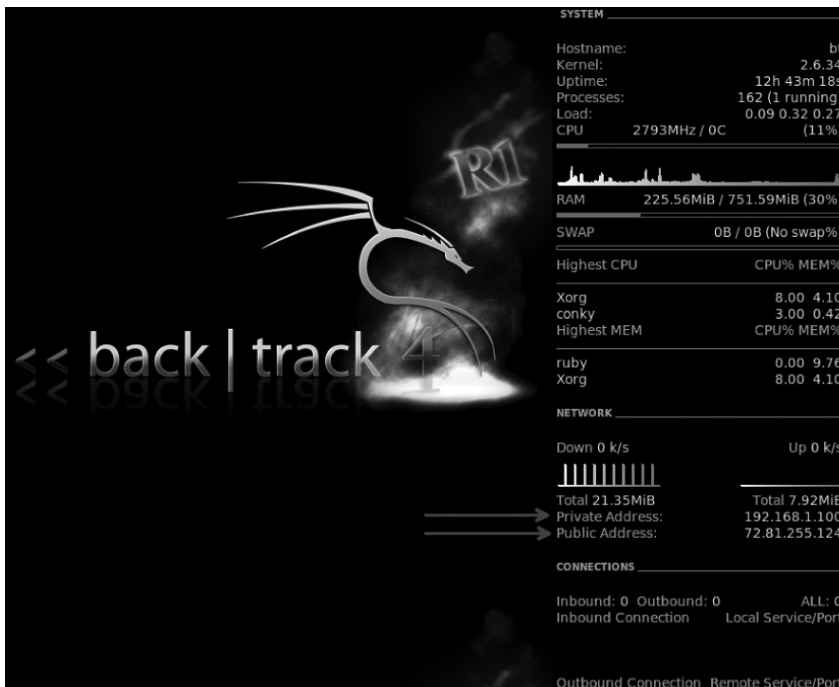 SYSTEM
Hostname: bt
Kernel: 2.6.34
Uptime: 12h 43m 18s
Processes: 162 (1 running
Load: 0.09 0.32 0.27
CPU 2793MHz / 0C (11%
R1
RAM 225.56MiB / 751.59MiB (30%
SWAP 0B / 0B (No swap%
Highest CPU CPU% MEM%
Xorg 8.00 4.10
conky 3.00 0.42
Highest MEM CPU% MEM%
<< back | track 4
ruby 0.00 9.76
Xorg 8.00 4.10
NETWORK
Down 0 k/s Up 0 k/s
Total 21.35MiB Total 7.92MiB
Private Address: 192.168.1.100
Public Address: 72.81.255.124
CONNECTIONS
Inbound: 0 Outbound: 0 ALL: 0
Inbound Connection Local Service/Port
Outbound Connection Remote Service/Port